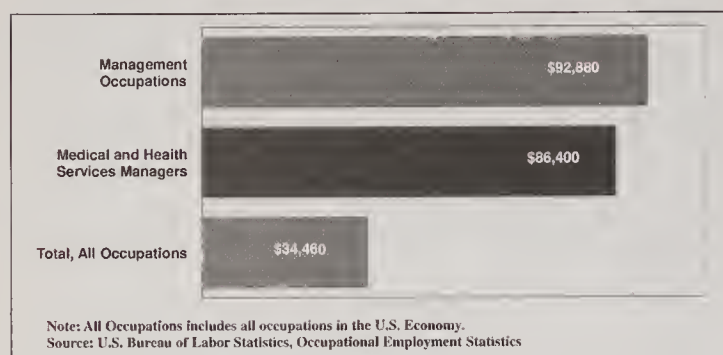 Management
Occupations
$92,880
Medical and Health
Services Managers
$86,400
Total, All Occupations
$34,460
Note: All Occupations includes all occupations in the U.S. Economy.
Source: U.S. Bureau of Labor Statistics, Occupational Employment Statistics